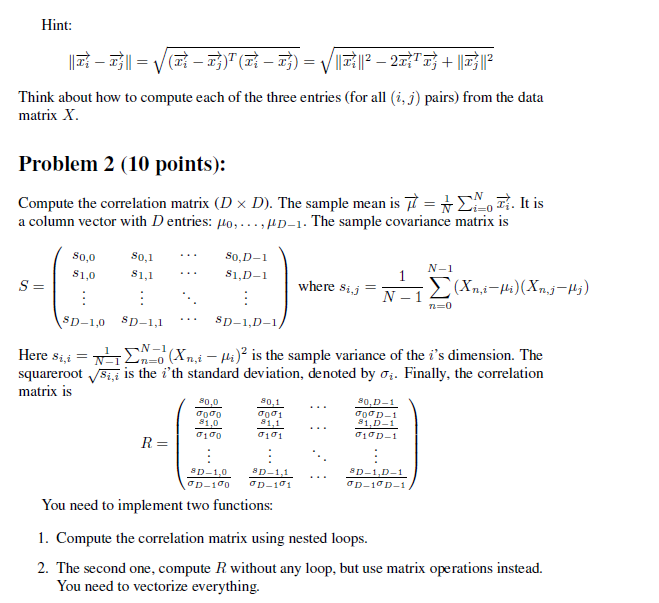 Hint:
$\|\overrightarrow{x_i} - \overrightarrow{x_j}\| = \sqrt{(\overrightarrow{x_i} - \overrightarrow{x_j})^T(\overrightarrow{x_i} - \overrightarrow{x_j})} = \sqrt{\|\overrightarrow{x_i}\|^2 - 2\overrightarrow{x_i}^T\overrightarrow{x_j} + \|\overrightarrow{x_j}\|^2}$
Think about how to compute each of the three entries (for all $(i, j)$ pairs) from the data
matrix $X$.
Problem 2 (10 points):
Compute the correlation matrix ($D \times D$). The sample mean is $\overrightarrow{\mu} = \frac{1}{N}\sum_{i=0}^{N} \overrightarrow{x_i}$. It is
a column vector with $D$ entries: $\mu_0, \ldots, \mu_{D-1}$. The sample covariance matrix is
$S = \begin{pmatrix} s_{0,0} & s_{0,1} & \cdots & s_{0,D-1} \\ s_{1,0} & s_{1,1} & \cdots & s_{1,D-1} \\ \vdots & \vdots & \ddots & \vdots \\ s_{D-1,0} & s_{D-1,1} & \cdots & s_{D-1,D-1} \end{pmatrix}$ where $s_{i,j} = \frac{1}{N-1}\sum_{n=0}^{N-1}(X_{n,i}-\mu_i)(X_{n,j}-\mu_j)$
Here $s_{i,i} = \frac{1}{N-1}\sum_{n=0}^{N-1}(X_{n,i} - \mu_i)^2$ is the sample variance of the $i$'s dimension. The
squareroot $\sqrt{s_{i,i}}$ is the $i$'th standard deviation, denoted by $\sigma_i$. Finally, the correlation
matrix is
$R = \begin{pmatrix} \frac{s_{0,0}}{\sigma_0\sigma_0} & \frac{s_{0,1}}{\sigma_0\sigma_1} & \cdots & \frac{s_{0,D-1}}{\sigma_0\sigma_{D-1}} \\ \frac{s_{1,0}}{\sigma_1\sigma_0} & \frac{s_{1,1}}{\sigma_1\sigma_1} & \cdots & \frac{s_{1,D-1}}{\sigma_1\sigma_{D-1}} \\ \vdots & \vdots & \ddots & \vdots \\ \frac{s_{D-1,0}}{\sigma_{D-1}\sigma_0} & \frac{s_{D-1,1}}{\sigma_{D-1}\sigma_1} & \cdots & \frac{s_{D-1,D-1}}{\sigma_{D-1}\sigma_{D-1}} \end{pmatrix}$
You need to implement two functions:
1. Compute the correlation matrix using nested loops.
2. The second one, compute $R$ without any loop, but use matrix operations instead.
You need to vectorize everything.